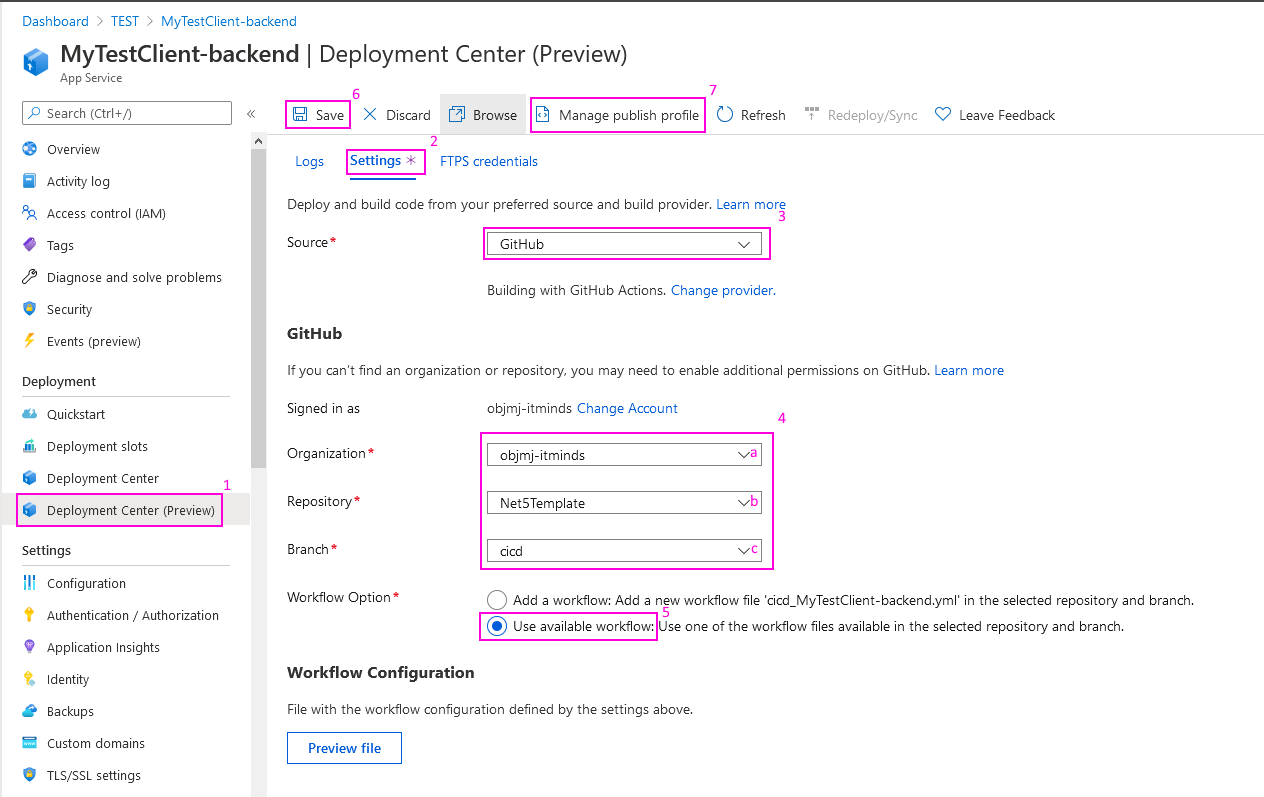 Dashboard > TEST > MyTestClient-backend
MyTestClient-backend | Deployment Center (Preview)
App Service
Search (Ctrl+/)
«
Overview
Activity log
Access control (IAM)
Tags
Diagnose and solve problems
Security
Events (preview)
Deployment
Quickstart
Deployment slots
Deployment Center
Deployment Center (Preview)
1
Settings
Configuration
Authentication / Authorization
Application Insights
Identity
Backups
Custom domains
TLS/SSL settings
Save
6
Discard
Browse
Manage publish profile
7
Refresh
Redeploy/Sync
Leave Feedback
Logs
Settings *
2
FTPS credentials
Deploy and build code from your preferred source and build provider. Learn more
3
Source*
GitHub
Building with GitHub Actions. Change provider.
GitHub
If you can't find an organization or repository, you may need to enable additional permissions on GitHub. Learn more
Signed in as
objmj-itminds Change Account
4
Organization*
objmj-itminds
a
Repository*
Net5Template
b
Branch*
cicd
c
Workflow Option*
Add a workflow: Add a new workflow file 'cicd_MyTestClient-backend.yml' in the selected repository and branch.
5
Use available workflow: Use one of the workflow files available in the selected repository and branch.
Workflow Configuration
File with the workflow configuration defined by the settings above.
Preview file